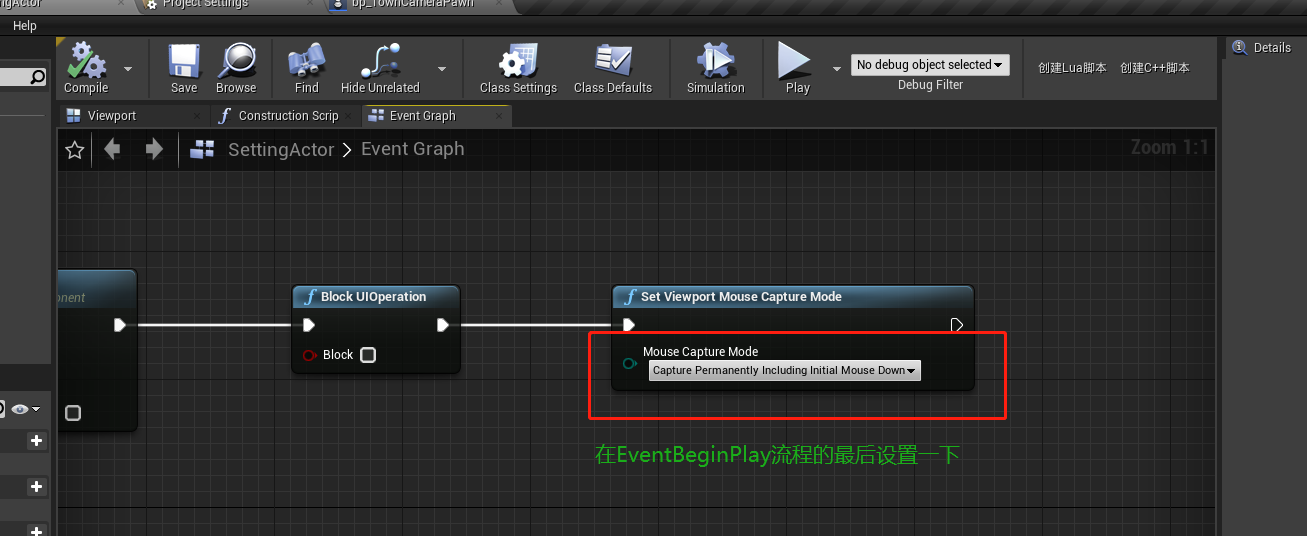 Project Settings
bp_TownCameraPawn
Help
Details
Compile
Save
Browse
Find
Hide Unrelated
Class Settings
Class Defaults
Simulation
Play
No debug object selected
Debug Filter
创建Lua脚本
创建C++脚本
Viewport
Construction Scrip
Event Graph
SettingActor > Event Graph
Zoom 1:1
Block UIOperation
Block
Set Viewport Mouse Capture Mode
Mouse Capture Mode
Capture Permanently Including Initial Mouse Down
在EventBeginPlay流程的最后设置一下